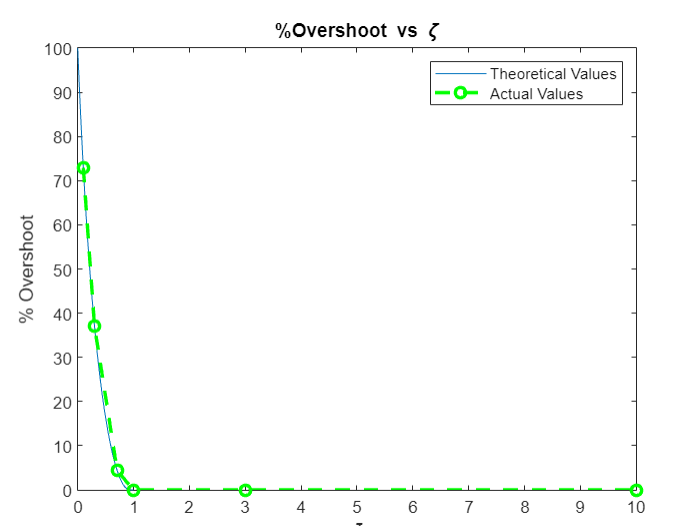 %Overshoot vs ζ
Theoretical Values
Actual Values
% Overshoot
100
90
80
70
60
50
40
30
20
10
0
0 1 2 3 4 5 6 7 8 9 10